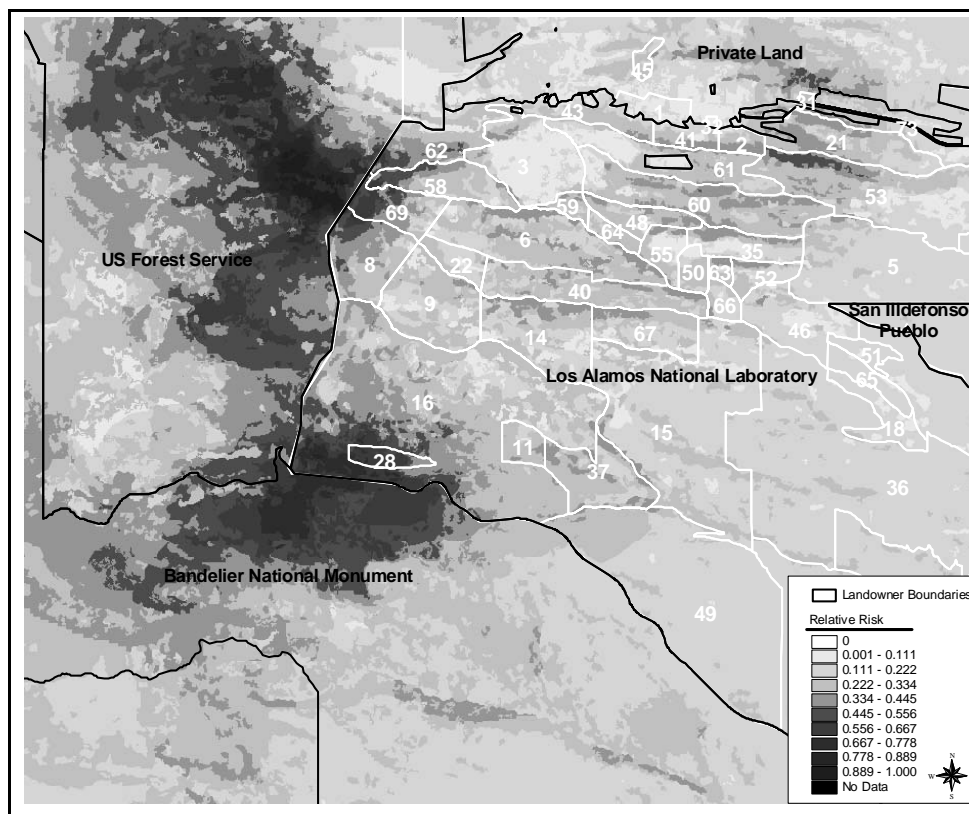 Private Land
45
31
1
43
32
73
41
2
21
62
3
61
58
53
59
60
69
48
6
64
US Forest Service
55
35
8
22
50
63
52
5
40
9
66
San Illdefonso
Pueblo
46
14
67
51
Los Alamos National Laboratory
65
16
15
18
11
28
37
36
Bandelier National Monument
49
Landowner Boundaries
Relative Risk
0
0.001 - 0.111
0.111 - 0.222
0.222 - 0.334
0.334 - 0.445
0.445 - 0.556
0.556 - 0.667
0.667 - 0.778
0.778 - 0.889
0.889 - 1.000
No Data
N
W
E
S